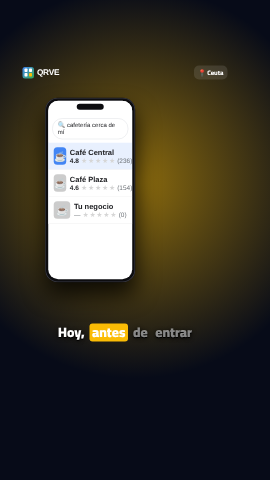 QRVE
📍 Ceuta
🔍 cafetería cerca de
mí
Café Central
4.8 ★★★★★ (236)
Café Plaza
4.6 ★★★★★ (154)
Tu negocio
— ★★★★★ (0)
Hoy, antes de entrar